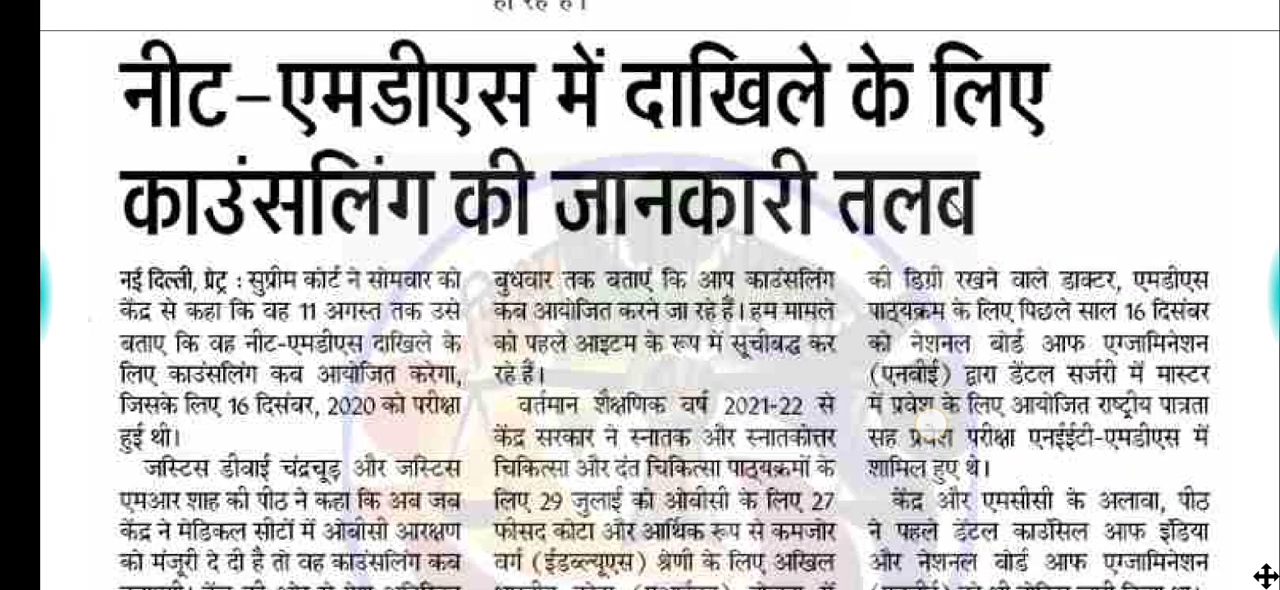 हो रहे हैं।
नीट-एमडीएस में दाखिले के लिए
काउंसलिंग की जानकारी तलब
नई दिल्ली, प्रेट्र : सुप्रीम कोर्ट ने सोमवार को
केंद्र से कहा कि वह 11 अगस्त तक उसे
बताए कि वह नीट-एमडीएस दाखिले के
लिए काउंसलिंग कब आयोजित करेगा,
जिसके लिए 16 दिसंबर, 2020 को परीक्षा
हुई थी।
जस्टिस डीवाई चंद्रचूड़ और जस्टिस
एमआर शाह की पीठ ने कहा कि अब जब
केंद्र ने मेडिकल सीटों में ओबीसी आरक्षण
को मंजूरी दे दी है तो वह काउंसलिंग कब
बुधवार तक बताएं कि आप काउंसलिंग
कब आयोजित करने जा रहे हैं। हम मामले
को पहले आइटम के रूप में सूचीबद्ध कर
रहे हैं।
वर्तमान शैक्षणिक वर्ष 2021-22 से
केंद्र सरकार ने स्नातक और स्नातकोत्तर
चिकित्सा और दंत चिकित्सा पाठ्यक्रमों के
लिए 29 जुलाई को ओबीसी के लिए 27
फीसद कोटा और आर्थिक रूप से कमजोर
वर्ग (ईडब्ल्यूएस) श्रेणी के लिए अखिल
की डिग्री रखने वाले डाक्टर, एमडीएस
पाठ्यक्रम के लिए पिछले साल 16 दिसंबर
को नेशनल बोर्ड आफ एग्जामिनेशन
(एनबीई) द्वारा डेंटल सर्जरी में मास्टर
में प्रवेश के लिए आयोजित राष्ट्रीय पात्रता
सह प्रवेश परीक्षा एनईईटी-एमडीएस में
शामिल हुए थे।
केंद्र और एमसीसी के अलावा, पीठ
ने पहले डेंटल काउंसिल आफ इंडिया
और नेशनल बोर्ड आफ एग्जामिनेशन